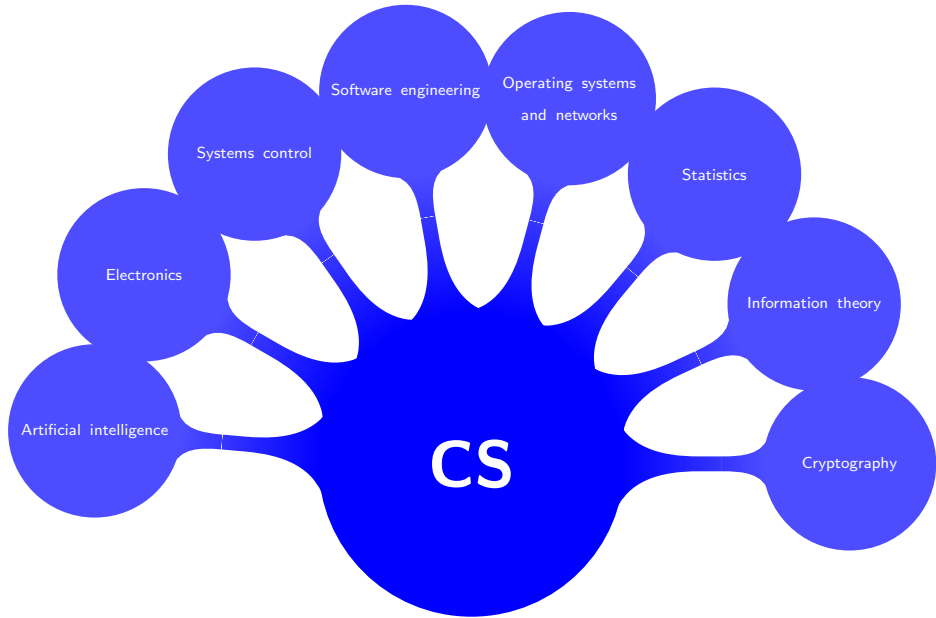 Software engineering
Operating systems
and networks
Systems control
Statistics
Electronics
Information theory
Artificial intelligence
CS
Cryptography